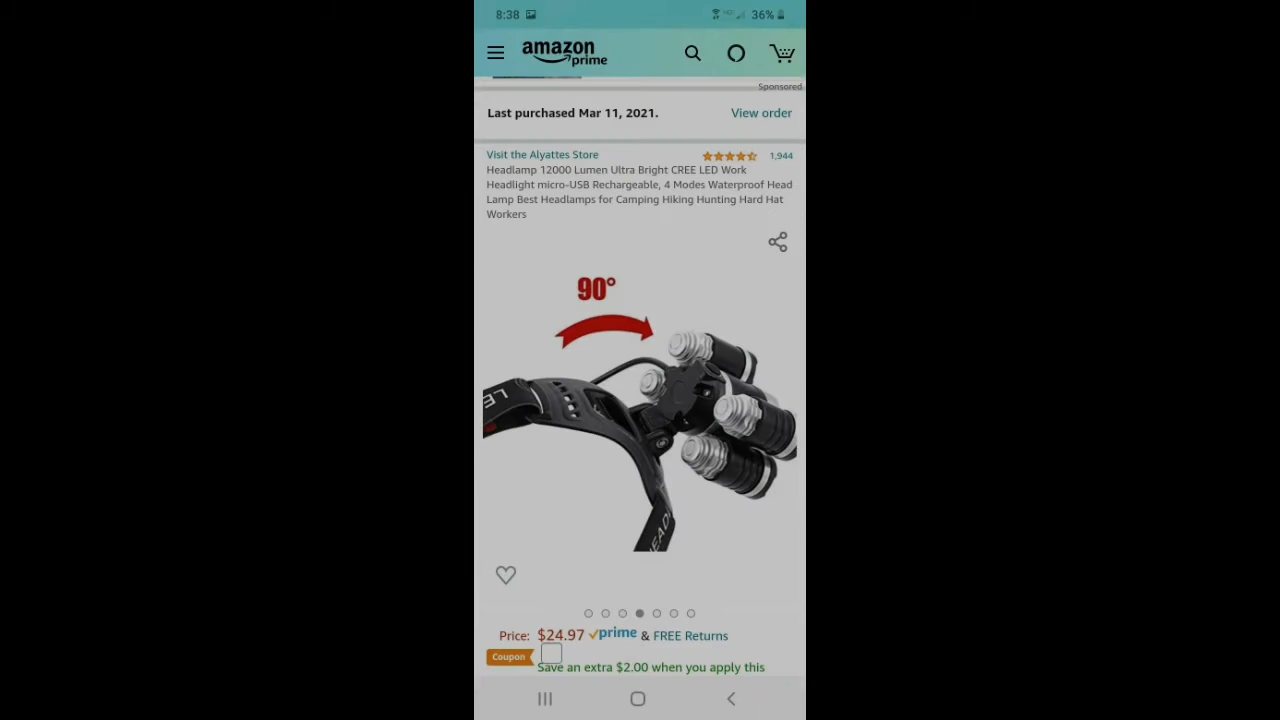 8:38
36%
amazon
prime
Sponsored
Last purchased Mar 11, 2021.
View order
Visit the Alyattes Store
1,944
Headlamp 12000 Lumen Ultra Bright CREE LED Work
Headlight micro-USB Rechargeable, 4 Modes Waterproof Head
Lamp Best Headlamps for Camping Hiking Hunting Hard Hat
Workers
90°
LE
HEAD
Price: $24.97 prime & FREE Returns
Coupon
Save an extra $2.00 when you apply this